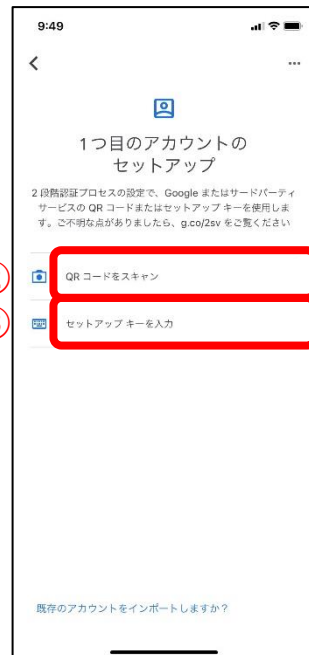 9:49
1つ目のアカウントの
セットアップ
2 段階認証プロセスの設定で、Google またはサードパーティ
サービスの QR コードまたはセットアップ キーを使用しま
す。ご不明な点がありましたら、g.co/2sv をご覧ください
QR コードをスキャン
セットアップ キーを入力
既存のアカウントをインポートしますか？